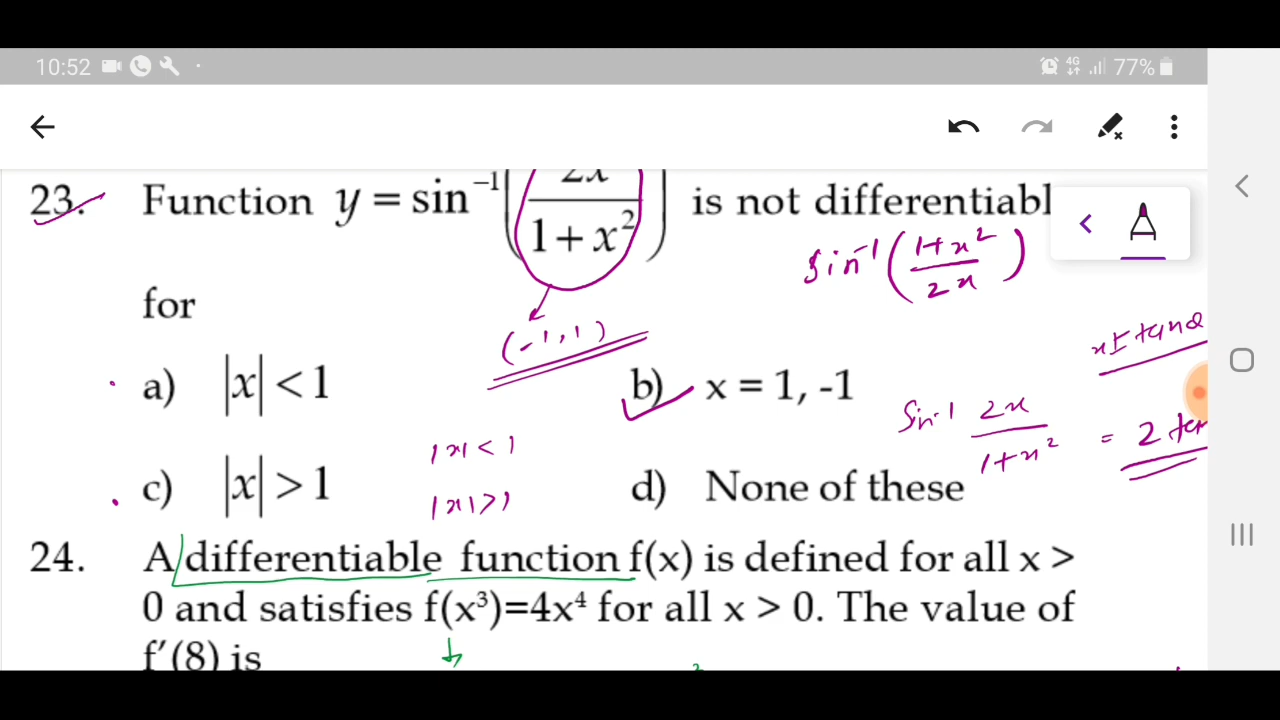 10:52
4G 77%
23. Function y = sin⁻¹(2x/(1+x²)) is not differentiabl
sin⁻¹(1+x²/2x)
for
(-1,1)
x = tanθ
a) |x| < 1
b) x = 1, -1
sin⁻¹ 2x/1+x² = 2 tan
|x| < 1
c) |x| > 1
|x| > 1
d) None of these
24. A differentiable function f(x) is defined for all x >
0 and satisfies f(x³)=4x⁴ for all x > 0. The value of
f′(8) is